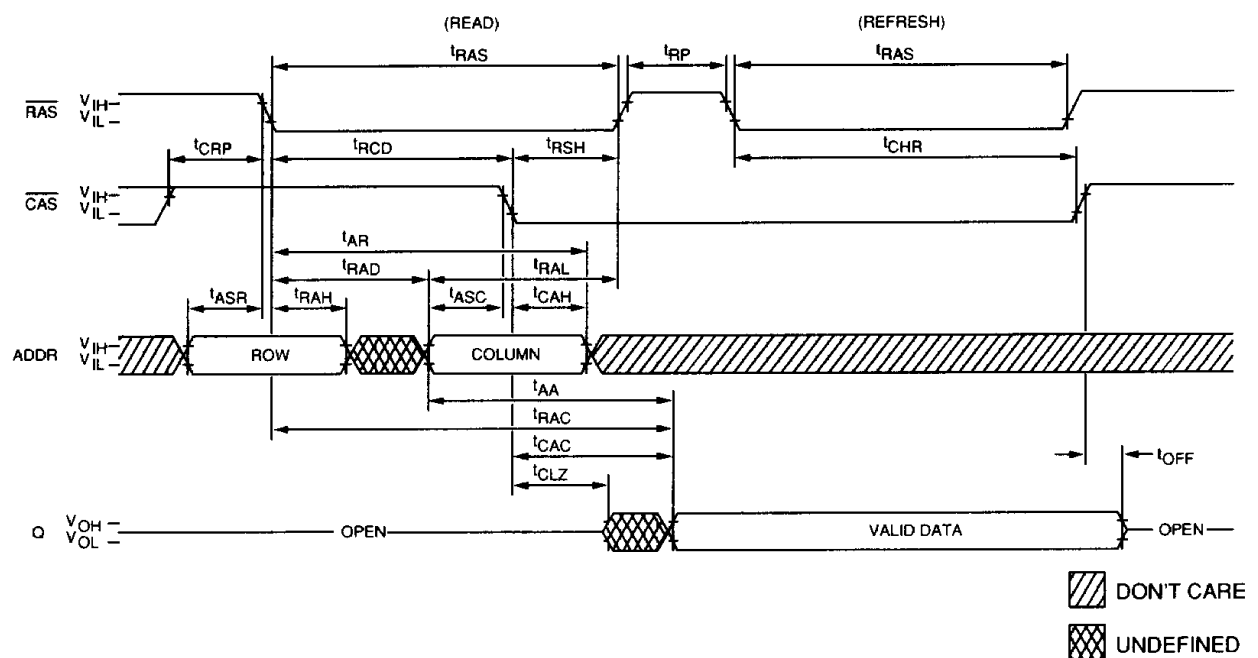 (READ) (REFRESH)
tRAS tRP tRAS
RAS VIH
VIL
tCRP tRCD tRSH tCHR
CAS VIH
VIL
tAR
tRAD tRAL
tASR tRAH tASC tCAH
ADDR VIH
VIL
ROW COLUMN
tAA
tRAC
tCAC
tCLZ tOFF
Q VOH
VOL
OPEN VALID DATA OPEN
DON'T CARE
UNDEFINED